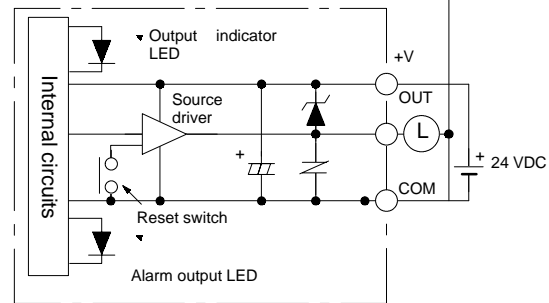 Output indicator
LED
+V
Internal circuits
Source
driver
OUT
L
+
+
24 VDC
COM
Reset switch
Alarm output LED